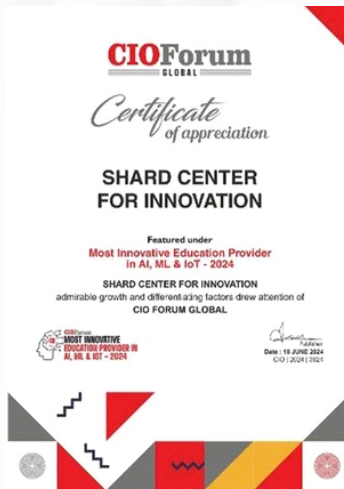 CIOForum
GLOBAL
Certificate
of appreciation
SHARD CENTER
FOR INNOVATION
Featured under
Most Innovative Education Provider
in AI, ML & IoT - 2024
SHARD CENTER FOR INNOVATION
admirable growth and differentiating factors drew attention of
CIO FORUM GLOBAL
CIOForum
MOST INNOVATIVE
EDUCATION PROVIDER IN
AI, ML & IOT - 2024
Publisher
Date : 19 JUNE 2024